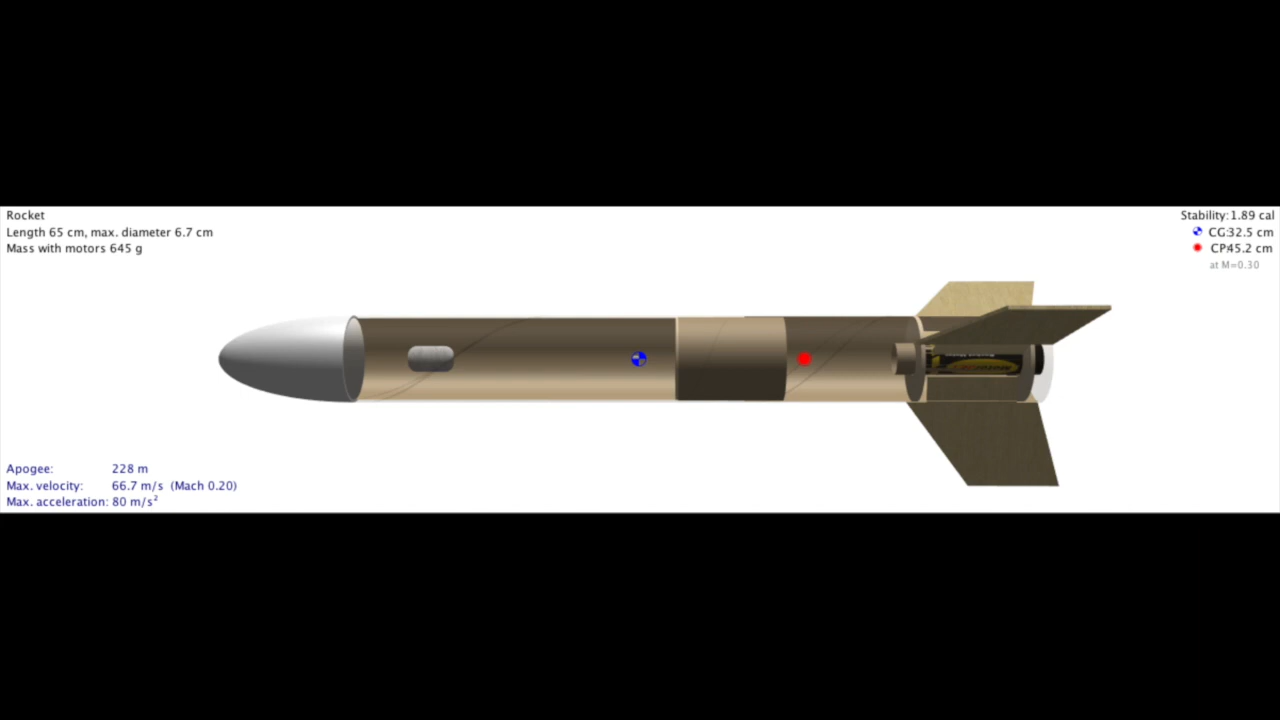 Rocket
Length 65 cm, max. diameter 6.7 cm
Mass with motors 645 g
Stability:1.89 cal
CG:32.5 cm
CP:45.2 cm
at M=0.30
Apogee: 228 m
Max. velocity: 66.7 m/s (Mach 0.20)
Max. acceleration: 80 m/s²